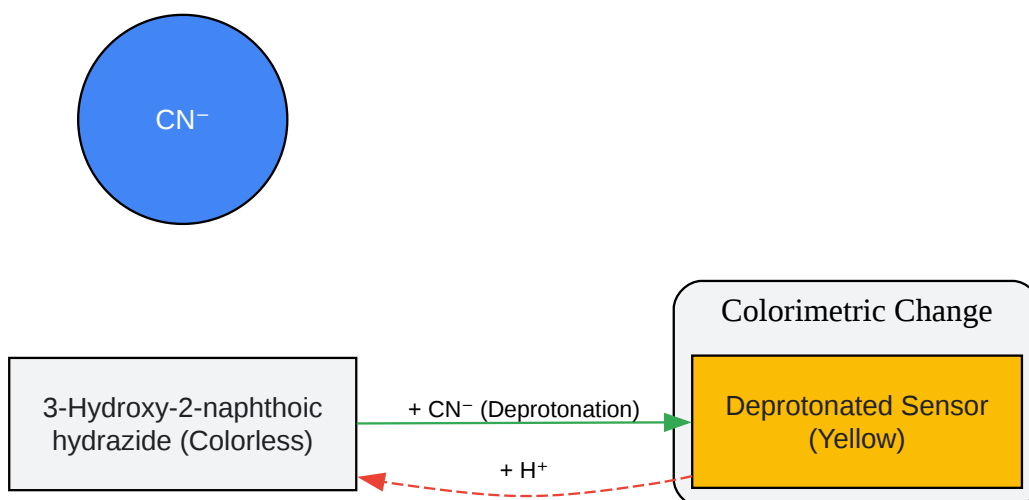 CN⁻
Colorimetric Change
3-Hydroxy-2-naphthoic
hydrazide (Colorless)
+ CN⁻ (Deprotonation)
Deprotonated Sensor
(Yellow)
+ H⁺